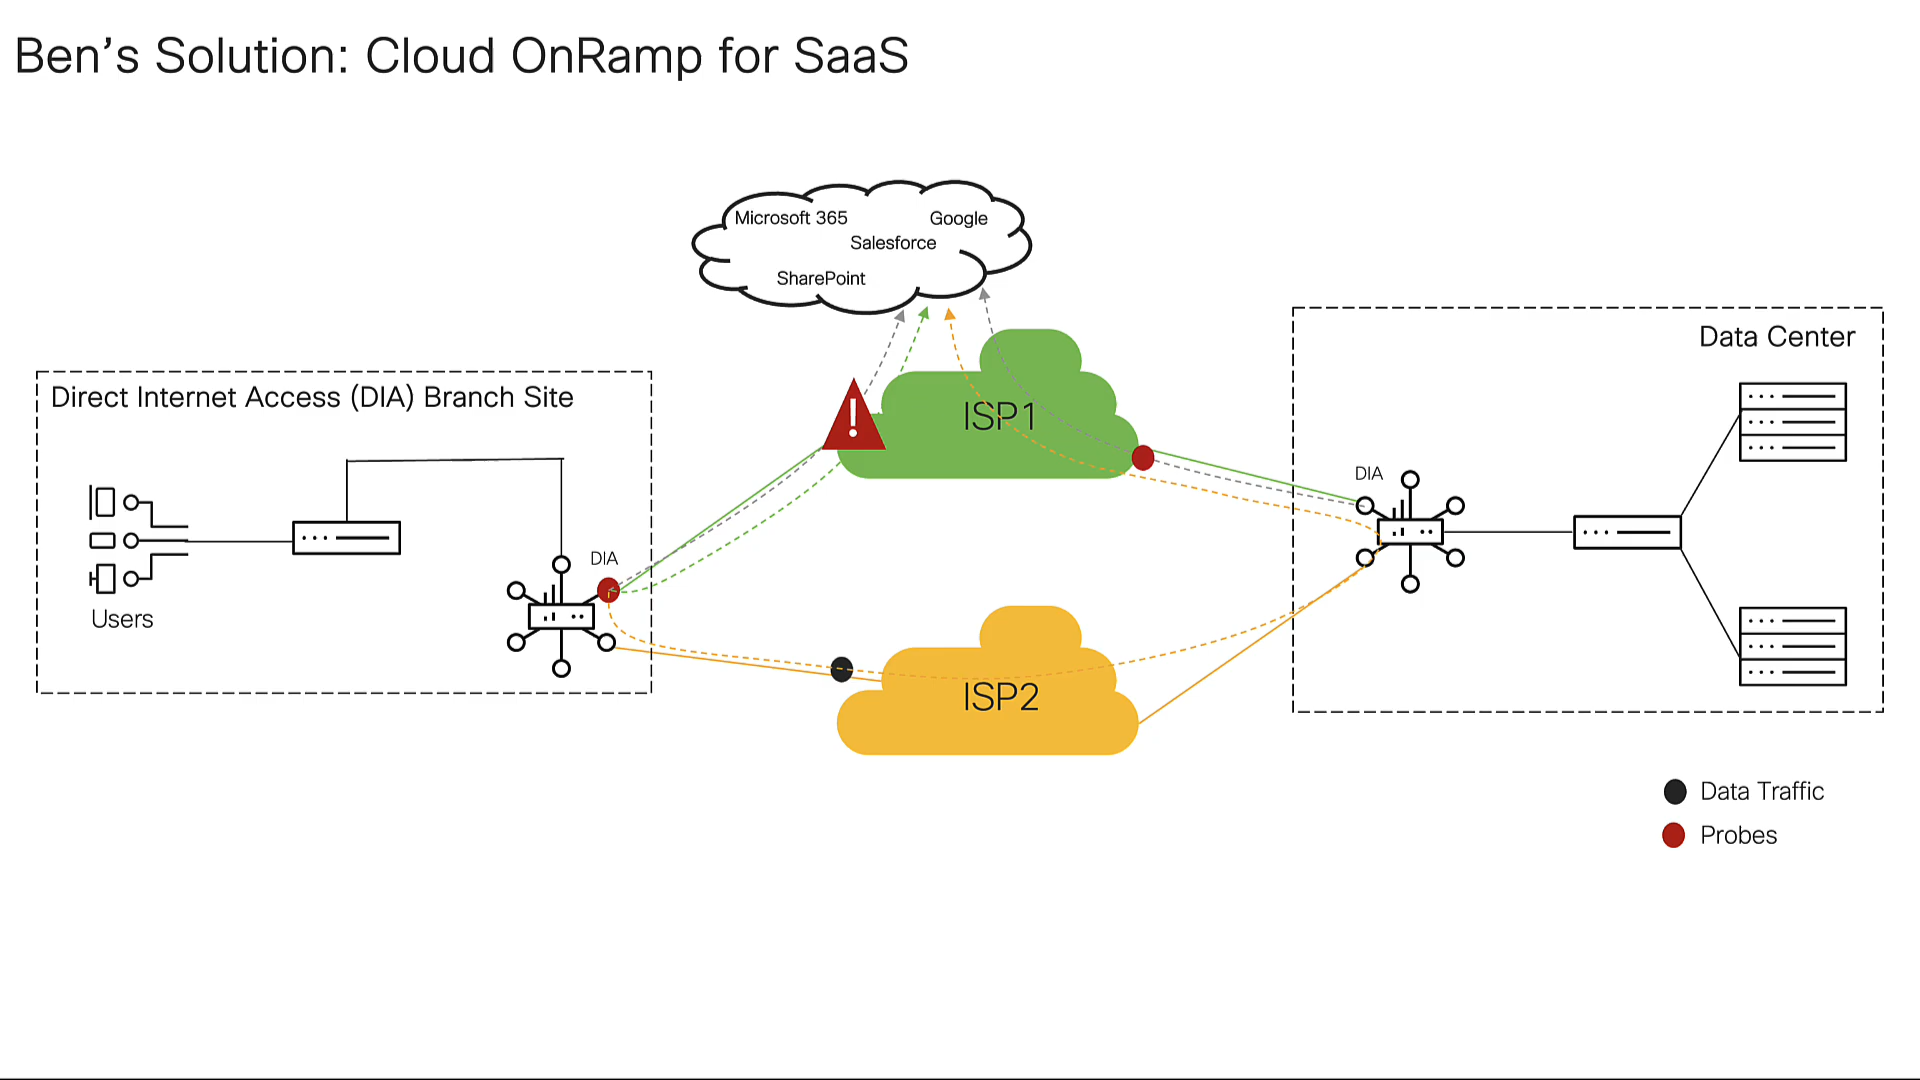 Ben’s Solution: Cloud OnRamp for SaaS
Microsoft 365
Google
Salesforce
SharePoint
Data Center
Direct Internet Access (DIA) Branch Site
ISP1
DIA
DIA
Users
ISP2
Data Traffic
Probes